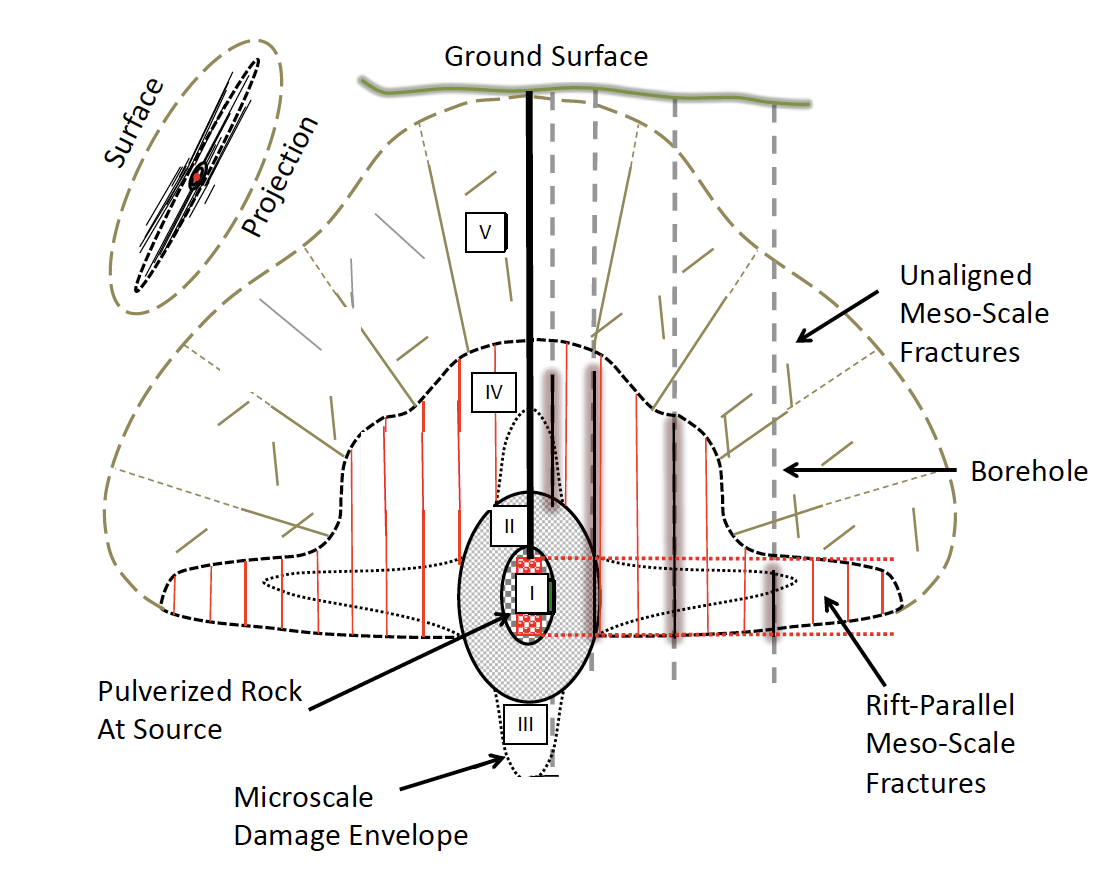 Ground Surface
Surface
Projection
V
Unaligned
Meso-Scale
Fractures
IV
Borehole
II
I
Pulverized Rock
At Source
III
Rift-Parallel
Meso-Scale
Fractures
Microscale
Damage Envelope